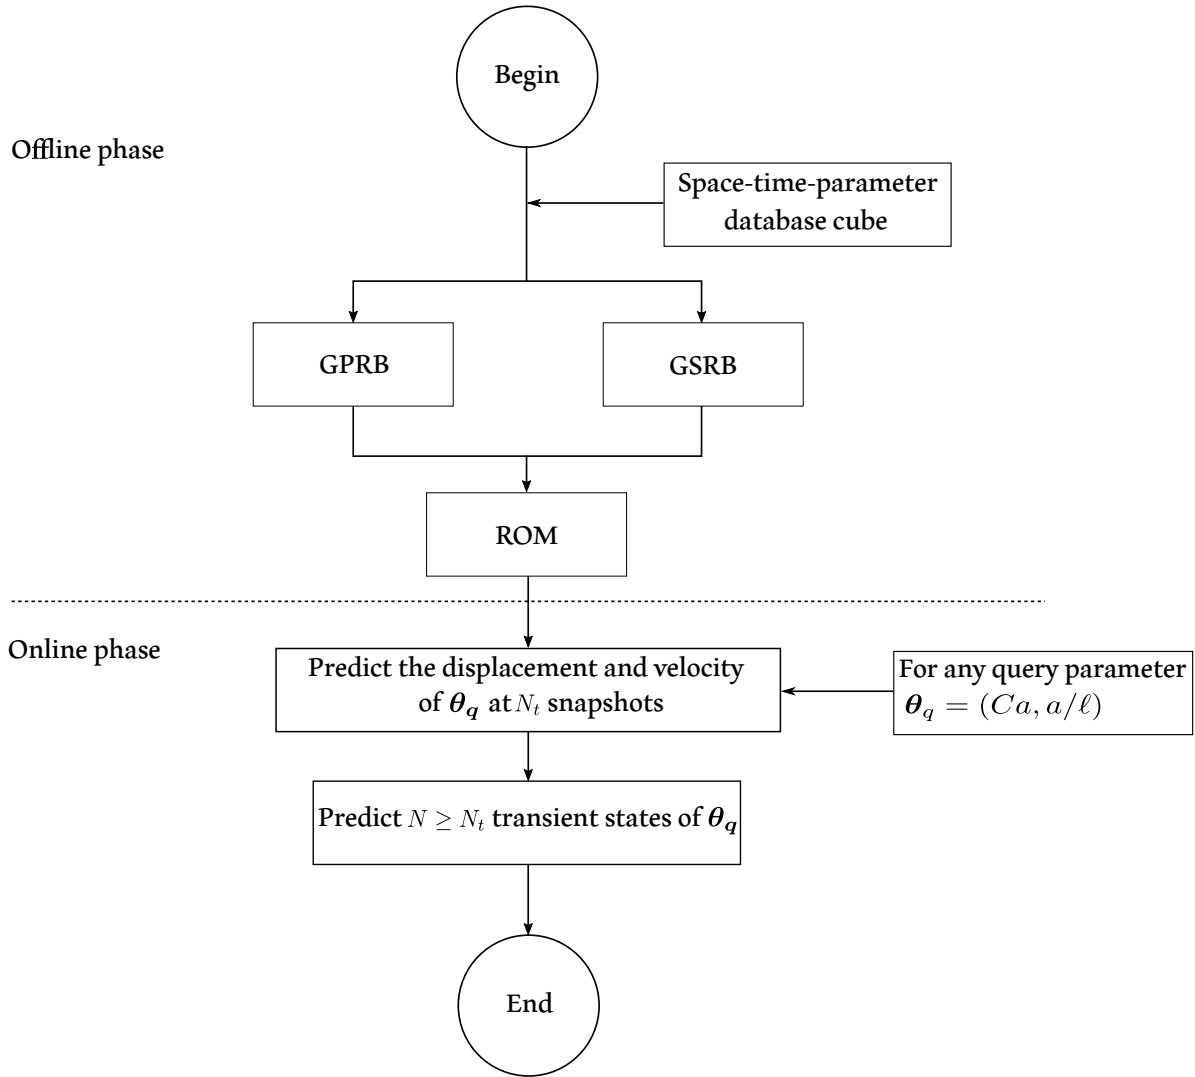 Begin
Offline phase
Space-time-parameter
database cube
GPRB
GSRB
ROM
Online phase
Predict the displacement and velocity
of θ_q at N_t snapshots
For any query parameter
θ_q = (Ca, a/ℓ)
Predict N ≥ N_t transient states of θ_q
End